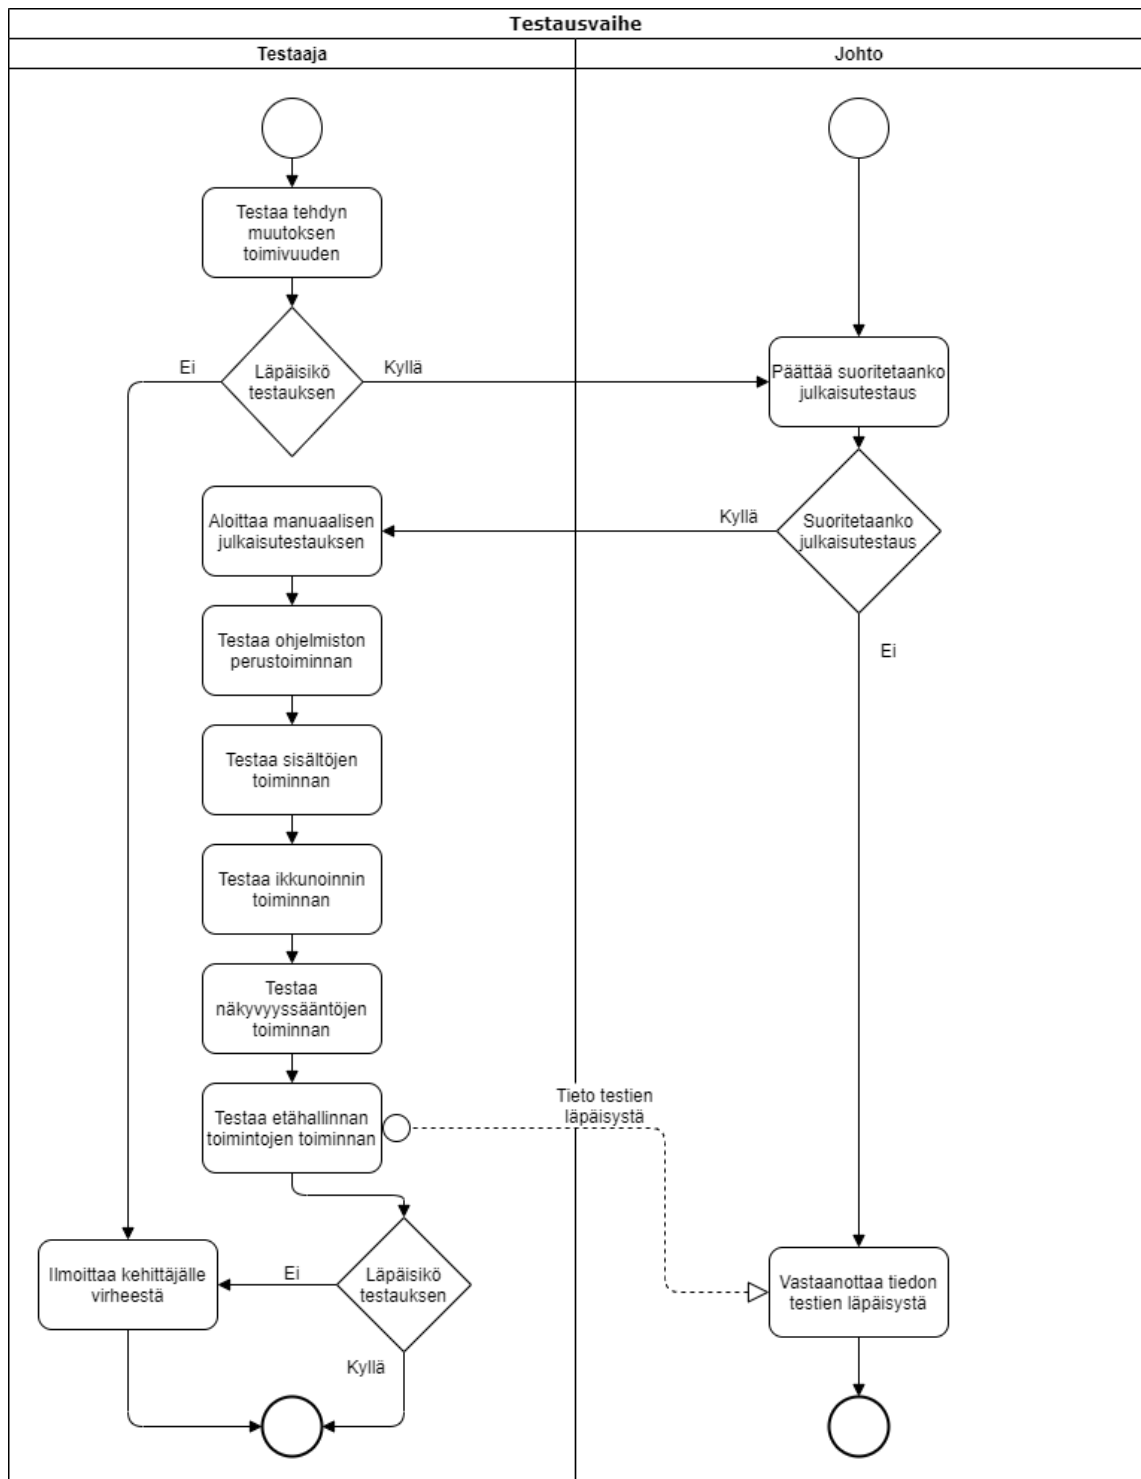 Testausvaihe
Testaaja
Johto
Testaa tehdyn
muutoksen
toimivuuden
Läpäisikö
testauksen
Ei
Kyllä
Päättää suoritetaanko
julkaisutestaus
Suoritetaanko
julkaisutestaus
Kyllä
Ei
Aloittaa manuaalisen
julkaisutestauksen
Testaa ohjelmiston
perustoiminnan
Testaa sisältöjen
toiminnan
Testaa ikkunoinnin
toiminnan
Testaa
näkyvyyssääntöjen
toiminnan
Testaa etähallinnan
toimintojen toiminnan
Tieto testien
läpäisystä
Läpäisikö
testauksen
Ei
Kyllä
Ilmoittaa kehittäjälle
virheestä
Vastaanottaa tiedon
testien läpäisystä